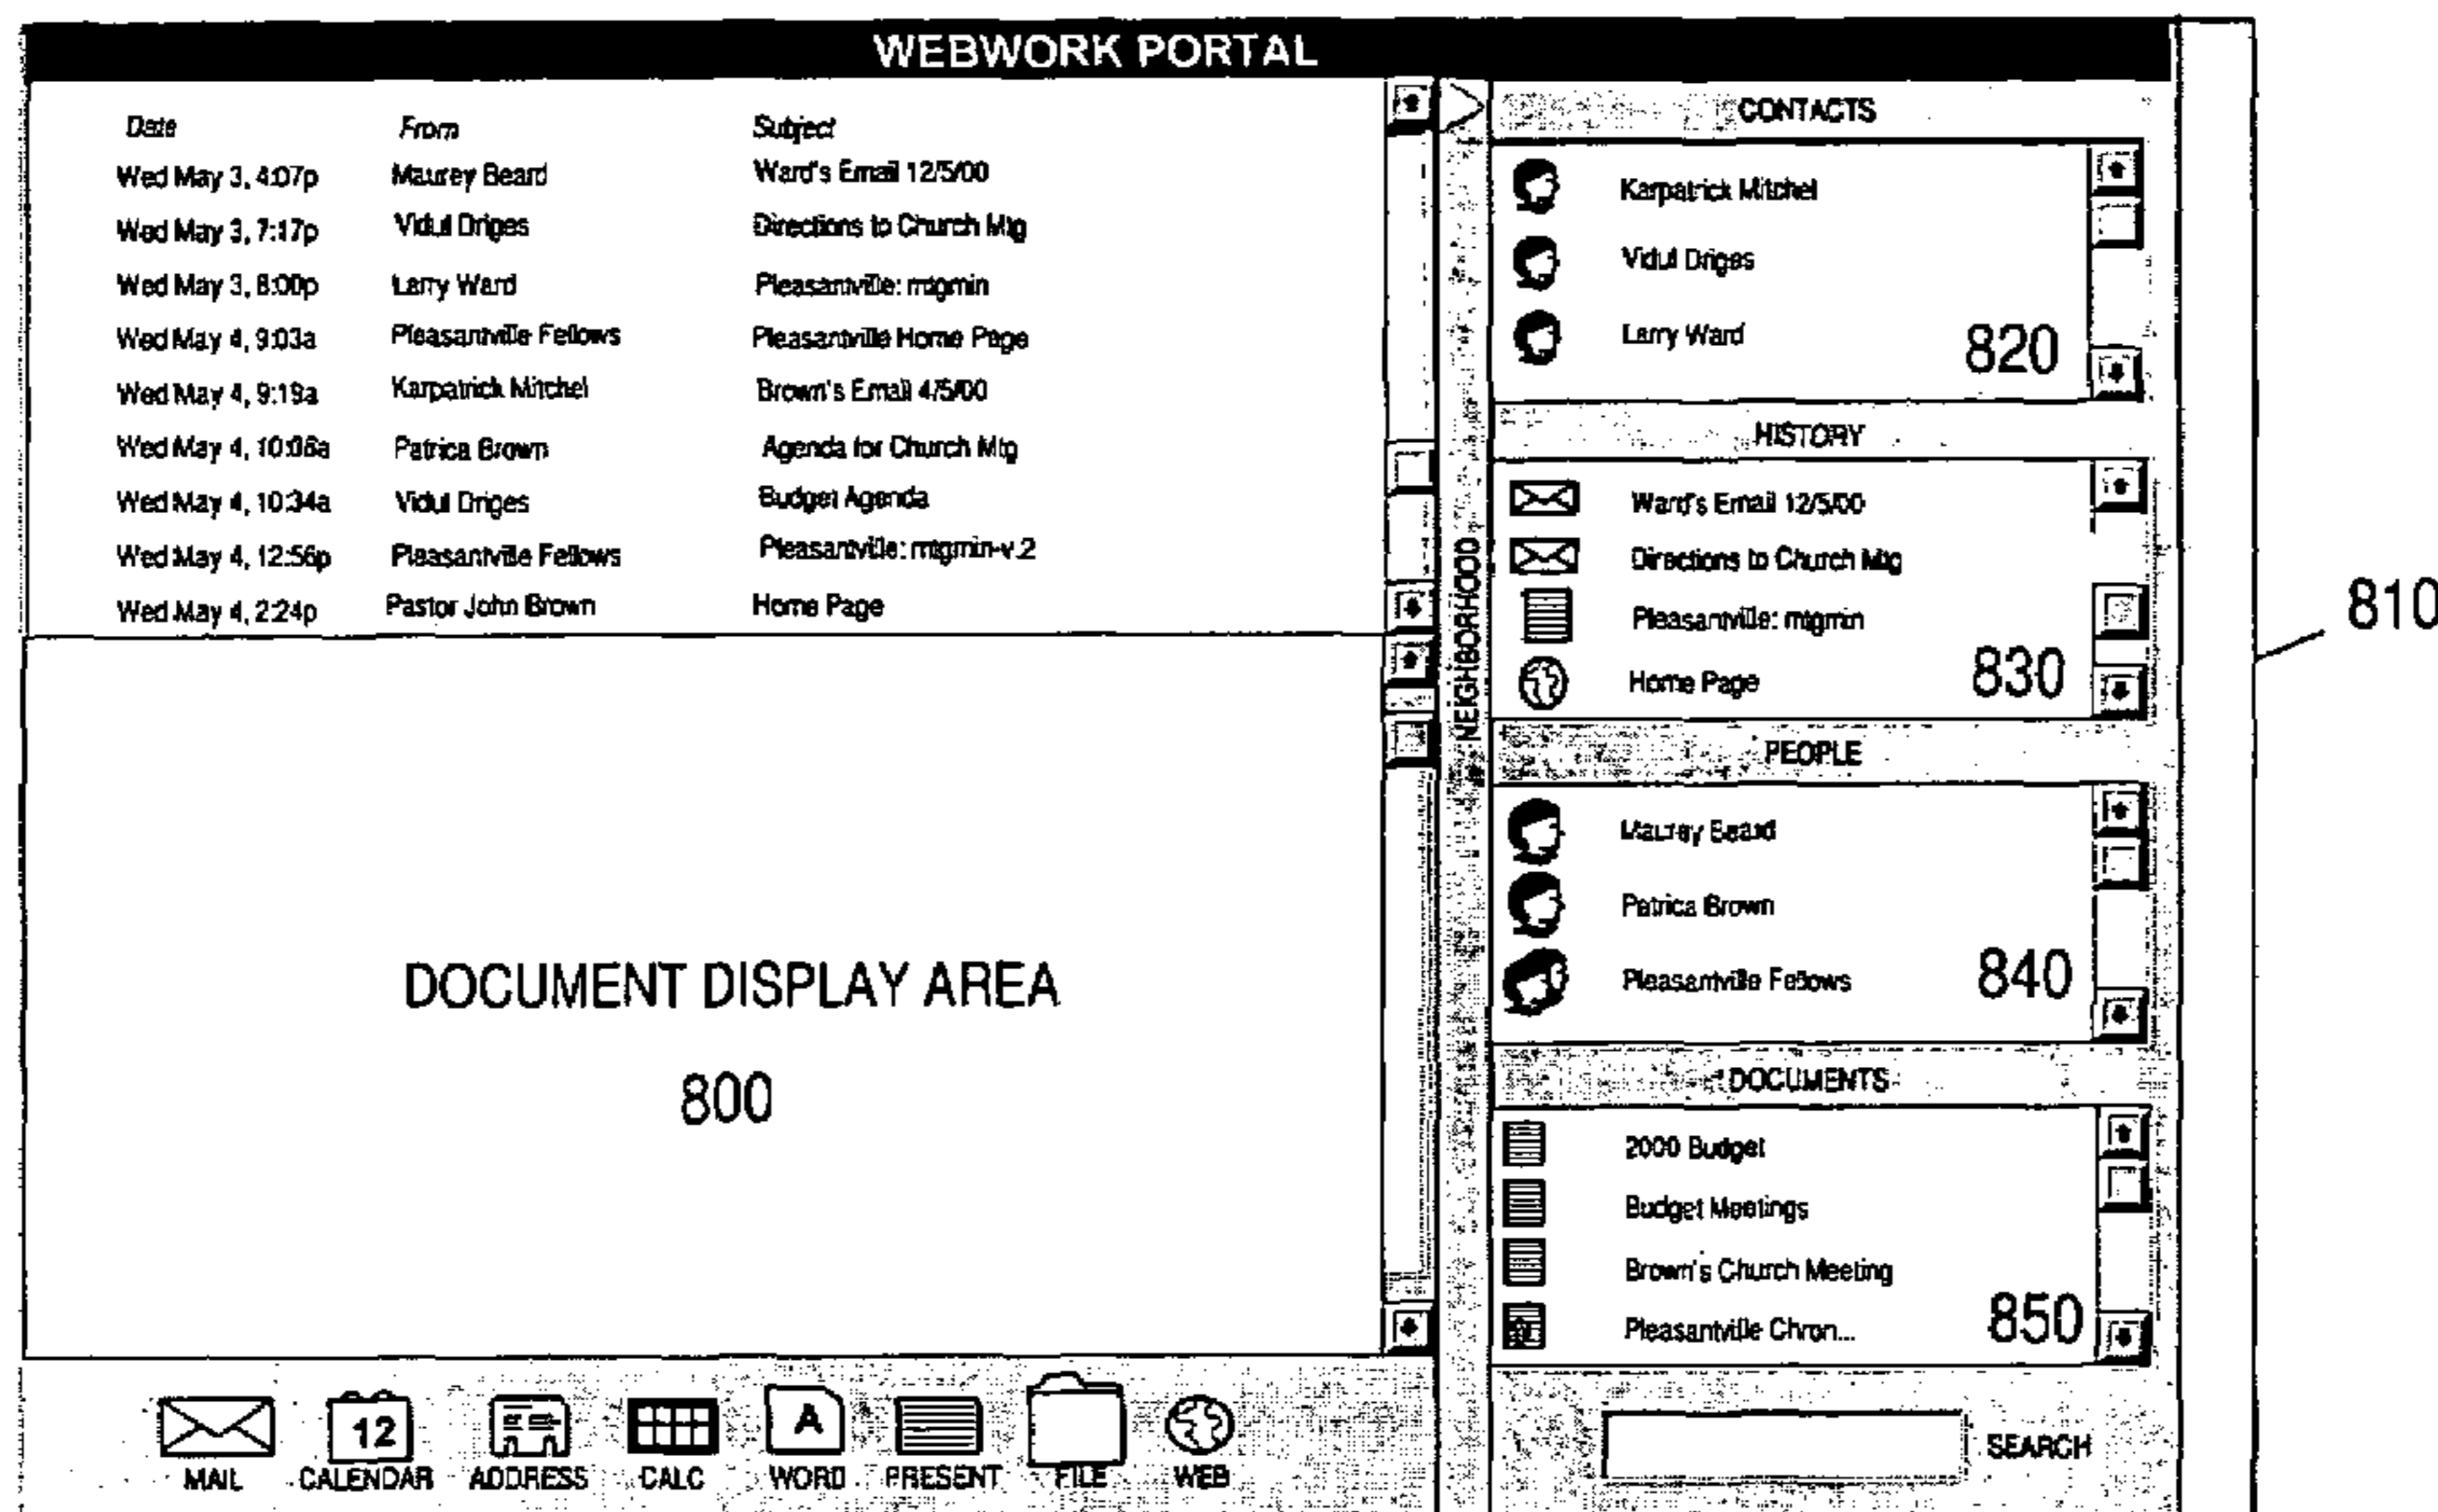 WEBWORK PORTAL
Date From Subject
Wed May 3, 4:07p Maurey Beard Ward's Email 12/5/00
Wed May 3, 7:17p Vidul Driges Directions to Church Mtg
Wed May 3, 8:00p Larry Ward Pleasantville: mtgmin
Wed May 4, 9:03a Pleasantville Fellows Pleasantville Home Page
Wed May 4, 9:19a Karpatrick Mitchel Brown's Email 4/5/00
Wed May 4, 10:06a Patrica Brown Agenda for Church Mtg
Wed May 4, 10:34a Vidul Driges Budget Agenda
Wed May 4, 12:56p Pleasantville Fellows Pleasantville: mtgmin-v.2
Wed May 4, 2:24p Pastor John Brown Home Page
DOCUMENT DISPLAY AREA
800
MAIL CALENDAR ADDRESS CALC WORD PRESENT FILE WEB
12
A
NEIGHBORHOOD
CONTACTS
Karpatrick Mitchel
Vidul Driges
Larry Ward
820
HISTORY
Ward's Email 12/5/00
Directions to Church Mtg
Pleasantville: mtgmin
Home Page
830
PEOPLE
Maurey Beard
Patrica Brown
Pleasantville Fellows
840
DOCUMENTS
2000 Budget
Budget Meetings
Brown's Church Meeting
Pleasantville Chron...
850
SEARCH
810